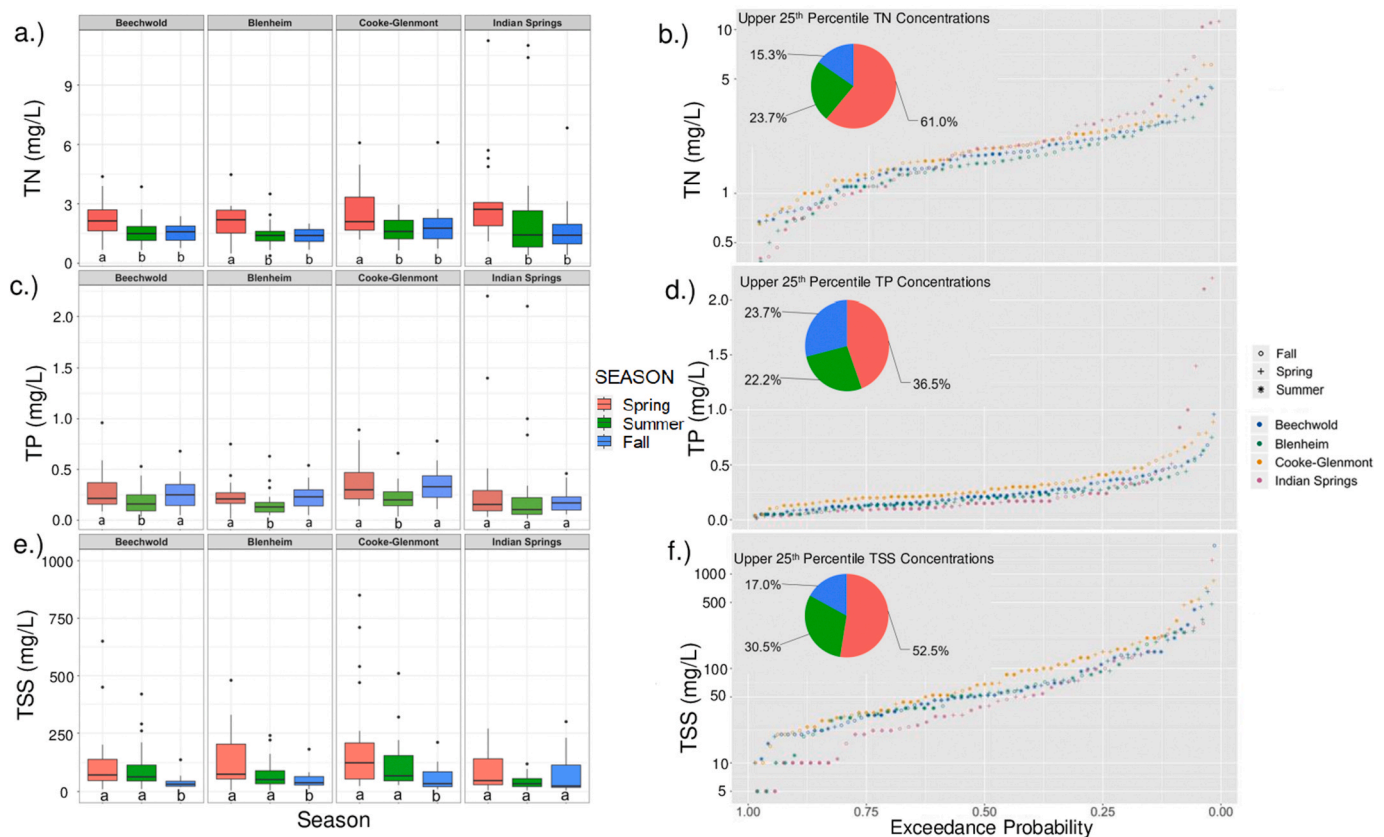 a.)
Beechwold Blenheim Cooke-Glenmont Indian Springs
TN (mg/L)
9
6
3
0
a b b a b b a b b a b b
b.)
Upper 25th Percentile TN Concentrations
15.3%
23.7%
61.0%
TN (mg/L)
10
5
1
0.5
c.)
Beechwold Blenheim Cooke-Glenmont Indian Springs
TP (mg/L)
2.0
1.5
1.0
0.5
0.0
a b a a b a a b a a a a
SEASON
Spring
Summer
Fall
d.)
Upper 25th Percentile TP Concentrations
23.7%
22.2%
36.5%
TP (mg/L)
2.0
1.5
1.0
0.5
0.0
Fall
Spring
Summer
Beechwold
Blenheim
Cooke-Glenmont
Indian Springs
e.)
Beechwold Blenheim Cooke-Glenmont Indian Springs
TSS (mg/L)
1000
750
500
250
0
a a b a a b a a b a a a
Season
f.)
Upper 25th Percentile TSS Concentrations
17.0%
30.5%
52.5%
TSS (mg/L)
1000
500
100
50
10
5
1.00 0.75 0.50 0.25 0.00
Exceedance Probability